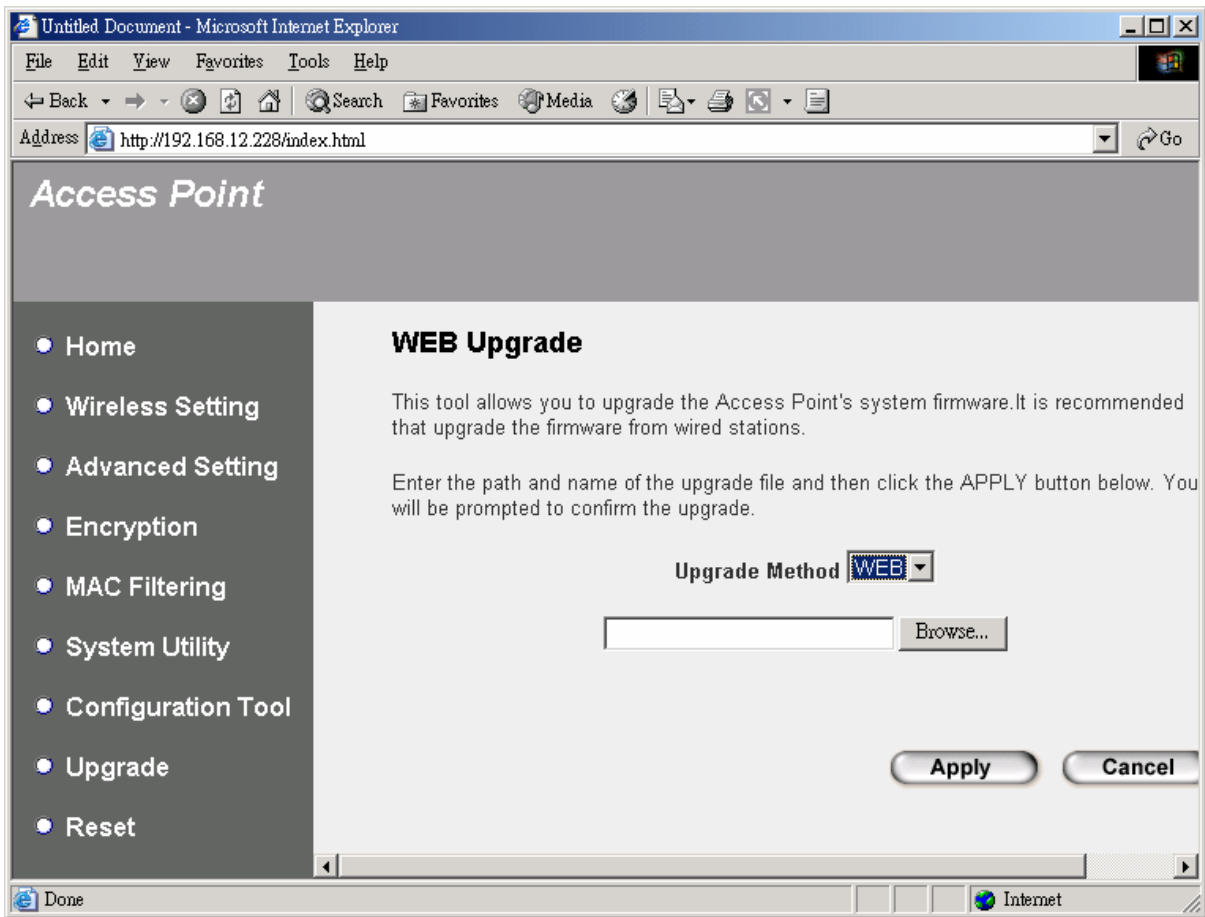 Untitled Document - Microsoft Internet Explorer
File Edit View Favorites Tools Help
Back Search Favorites Media
Address http://192.168.12.228/index.html Go
Access Point
Home
Wireless Setting
Advanced Setting
Encryption
MAC Filtering
System Utility
Configuration Tool
Upgrade
Reset
WEB Upgrade
This tool allows you to upgrade the Access Point's system firmware.It is recommended
that upgrade the firmware from wired stations.
Enter the path and name of the upgrade file and then click the APPLY button below. You
will be prompted to confirm the upgrade.
Upgrade Method WEB
Browse...
Apply Cancel
Done Internet